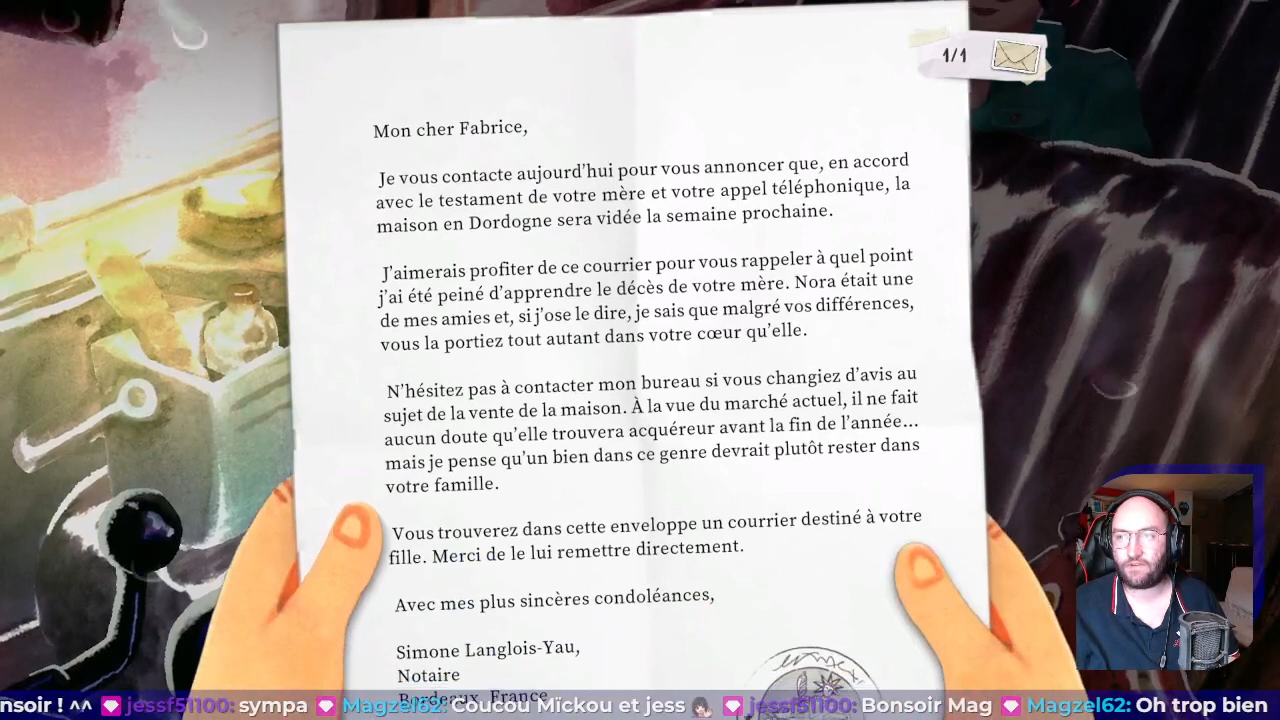 1/1
Mon cher Fabrice,
Je vous contacte aujourd'hui pour vous annoncer que, en accord
avec le testament de votre mère et votre appel téléphonique, la
maison en Dordogne sera vidée la semaine prochaine.
J'aimerais profiter de ce courrier pour vous rappeler à quel point
j'ai été peiné d'apprendre le décès de votre mère. Nora était une
de mes amies et, si j'ose le dire, je sais que malgré vos différences,
vous la portiez tout autant dans votre cœur qu'elle.
N'hésitez pas à contacter mon bureau si vous changiez d'avis au
sujet de la vente de la maison. À la vue du marché actuel, il ne fait
aucun doute qu'elle trouvera acquéreur avant la fin de l'année...
mais je pense qu'un bien dans ce genre devrait plutôt rester dans
votre famille.
Vous trouverez dans cette enveloppe un courrier destiné à votre
fille. Merci de le lui remettre directement.
Avec mes plus sincères condoléances,
Simone Langlois-Yau,
Notaire
Bordeaux, France
nsoir ! ^^ jessf51100: sympa Magzel62: Coucou Mïckou et jess jessf51100: Bonsoir Mag Magzel62: Oh trop bien